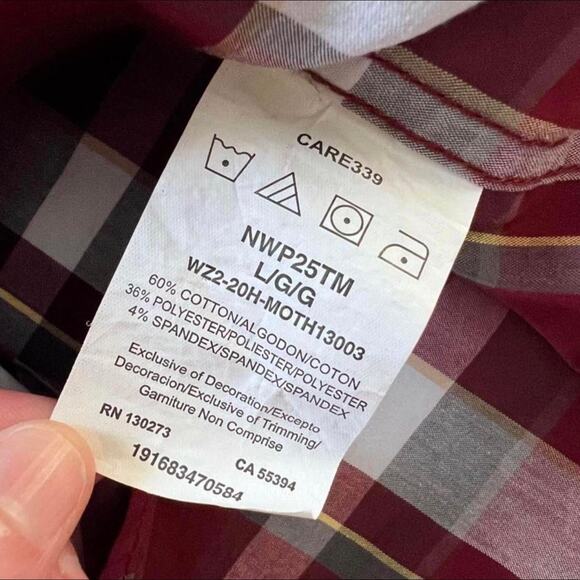 CARE339
NWP25TM
L/G/G
WZ2-20H-MOTH13003
60% COTTON/ALGODON/COTON
36% POLYESTER/POLIESTER/POLYESTER
4% SPANDEX/SPANDEX/SPANDEX
Exclusive of Decoration/Excepto
Decoracion/Exclusive of Trimming/
Garniture Non Comprise
RN 130273
CA 55394
191683470584